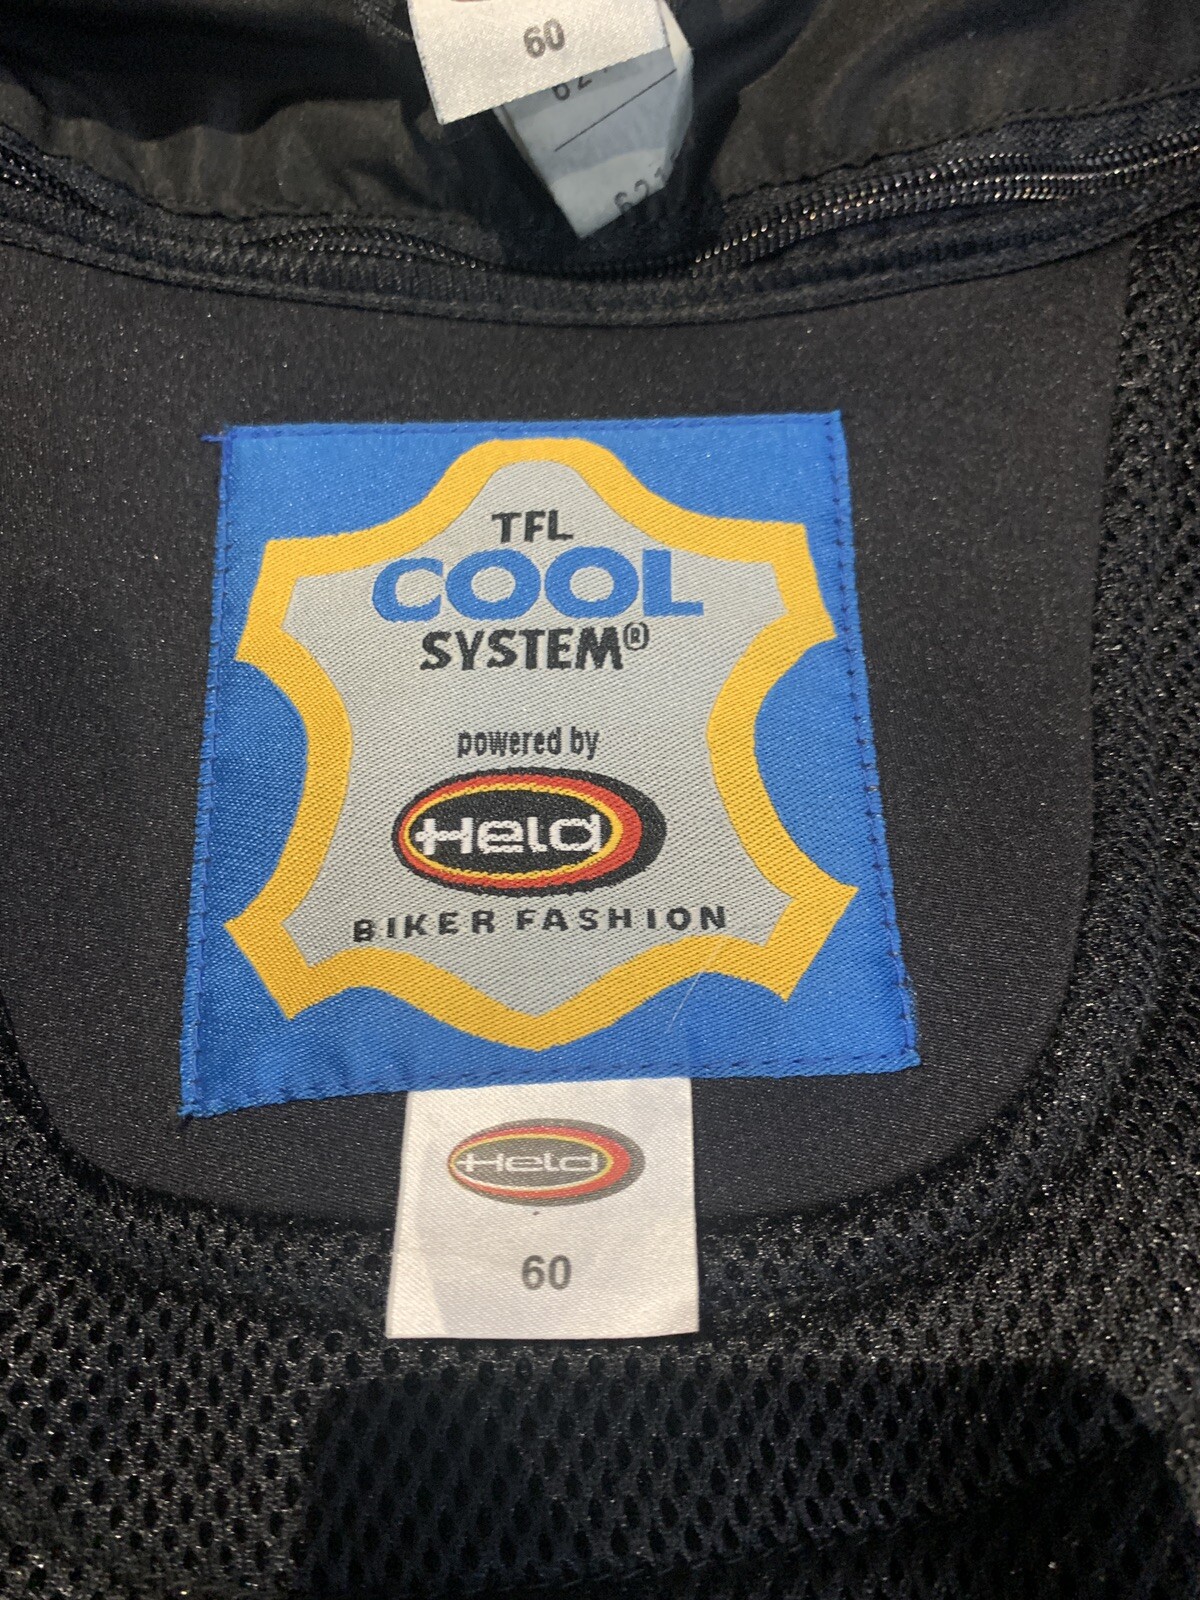 60
TFL
COOL
SYSTEM®
powered by
Held
BIKER FASHION
Held
60